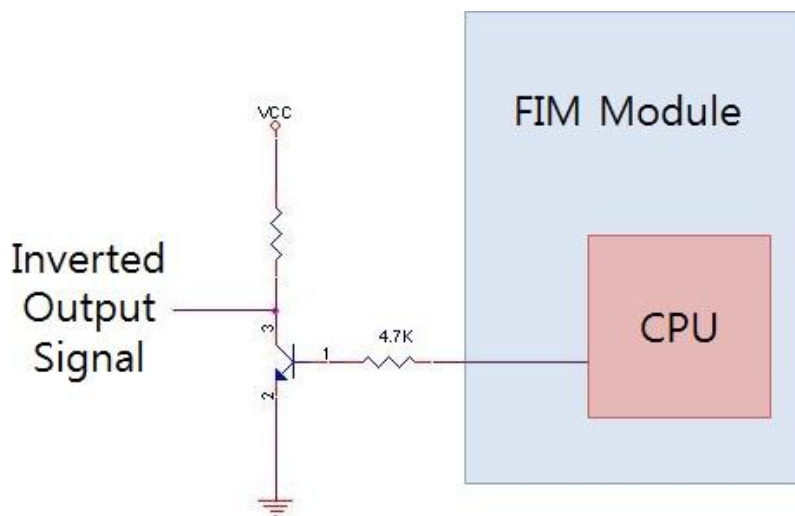 FIM Module
VCC
Inverted
Output
Signal
3
1
4.7K
CPU
2